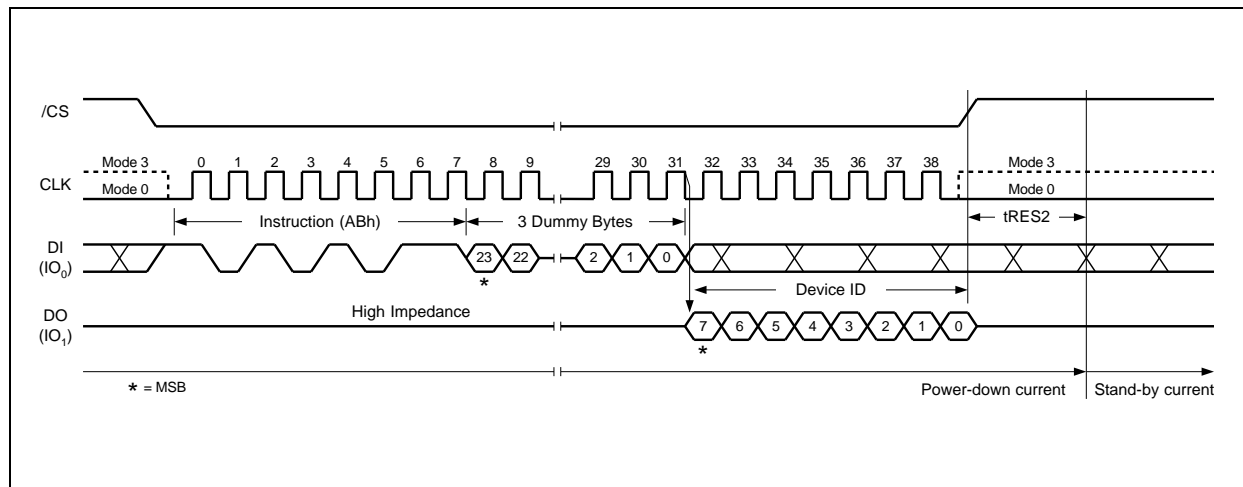 /CS
Mode 3 0 1 2 3 4 5 6 7 8 9 29 30 31 32 33 34 35 36 37 38 Mode 3
CLK
Mode 0 Mode 0
Instruction (ABh) 3 Dummy Bytes tRES2
DI
(IO0)
23 22 2 1 0
*
Device ID
High Impedance
DO
(IO1)
7 6 5 4 3 2 1 0
*
* = MSB
Power-down current Stand-by current